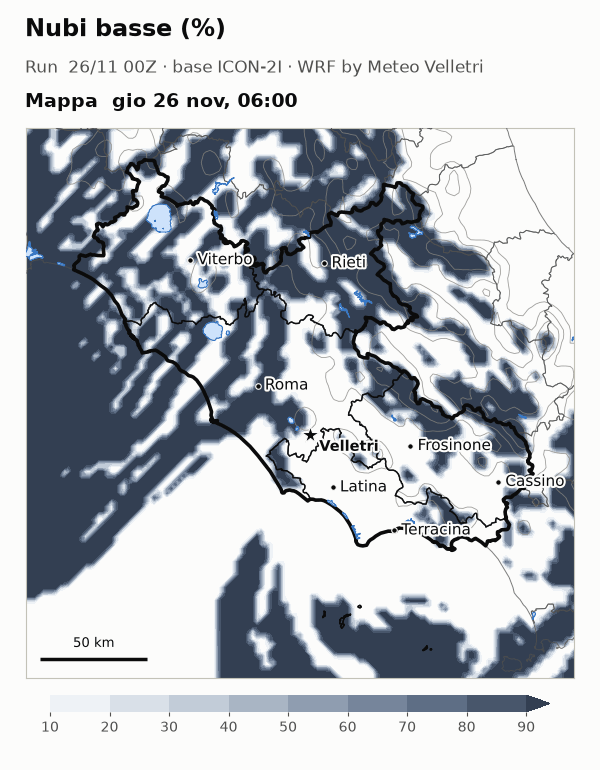 Nubi basse (%)
Run 26/11 00Z · base ICON-2I · WRF by Meteo Velletri
Mappa gio 26 nov, 06:00
Viterbo
Rieti
Roma
Velletri
Frosinone
Cassino
Latina
Terracina
50 km
10 20 30 40 50 60 70 80 90